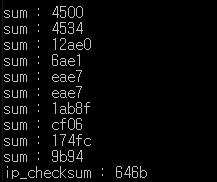 sum : 4500
sum : 4534
sum : 12ae0
sum : 6ae1
sum : eae7
sum : eae7
sum : 1ab8f
sum : cf06
sum : 174fc
sum : 9b94
ip_checksum : 646b